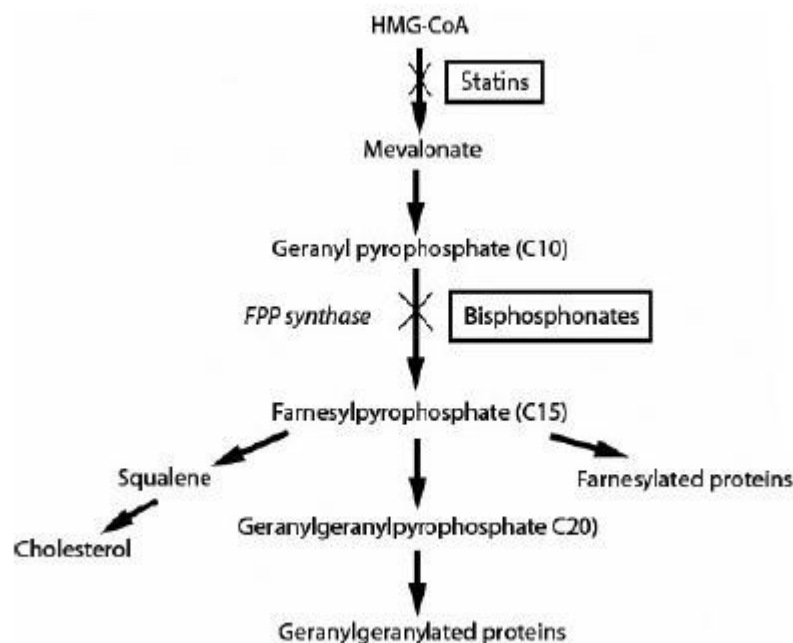 HMG-CoA
Statins
Mevalonate
Geranyl pyrophosphate (C10)
FPP synthase
Bisphosphonates
Farnesylpyrophosphate (C15)
Squalene
Farnesylated proteins
Geranylgeranylpyrophosphate C20)
Cholesterol
Geranylgeranylated proteins